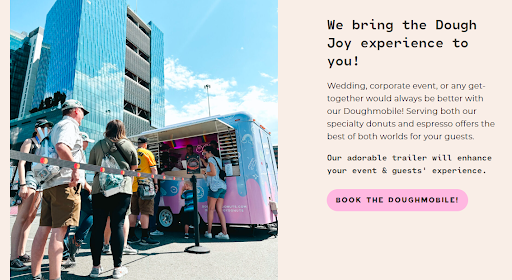 We bring the Dough
Joy experience to
you!
Wedding, corporate event, or any get-
together would always be better with
our Doughmobile! Serving both our
specialty donuts and espresso offers the
best of both worlds for your guests.
Our adorable trailer will enhance
your event & guests' experience.
BOOK THE DOUGHMOBILE!